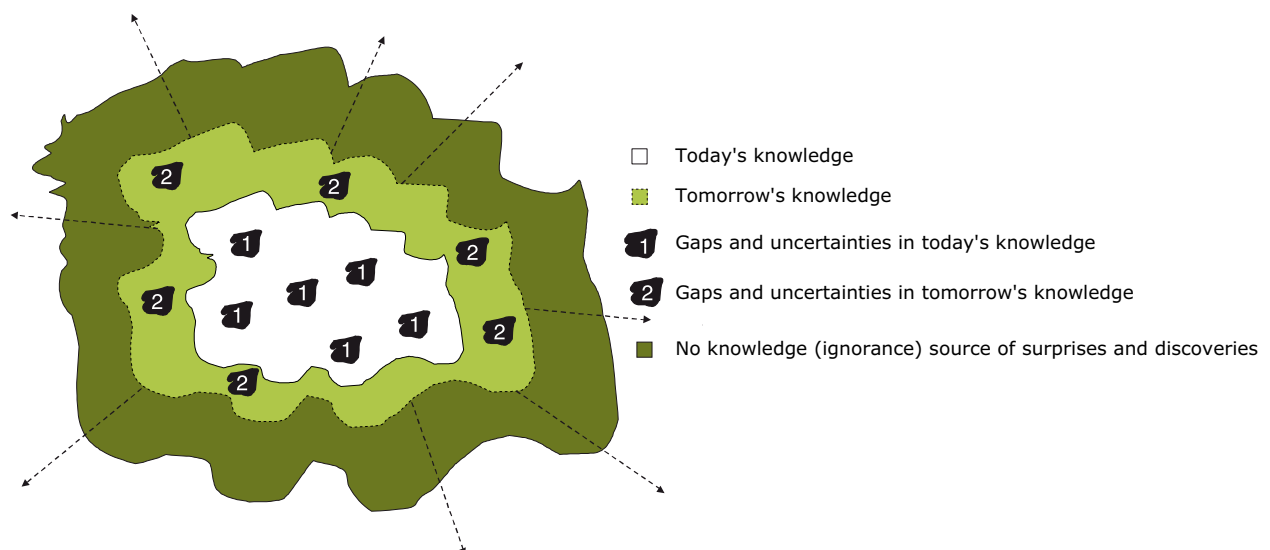 Today's knowledge
Tomorrow's knowledge
1 Gaps and uncertainties in today's knowledge
2 Gaps and uncertainties in tomorrow's knowledge
No knowledge (ignorance) source of surprises and discoveries
2
2
1
2
1
1
2
1
1
2
1
2